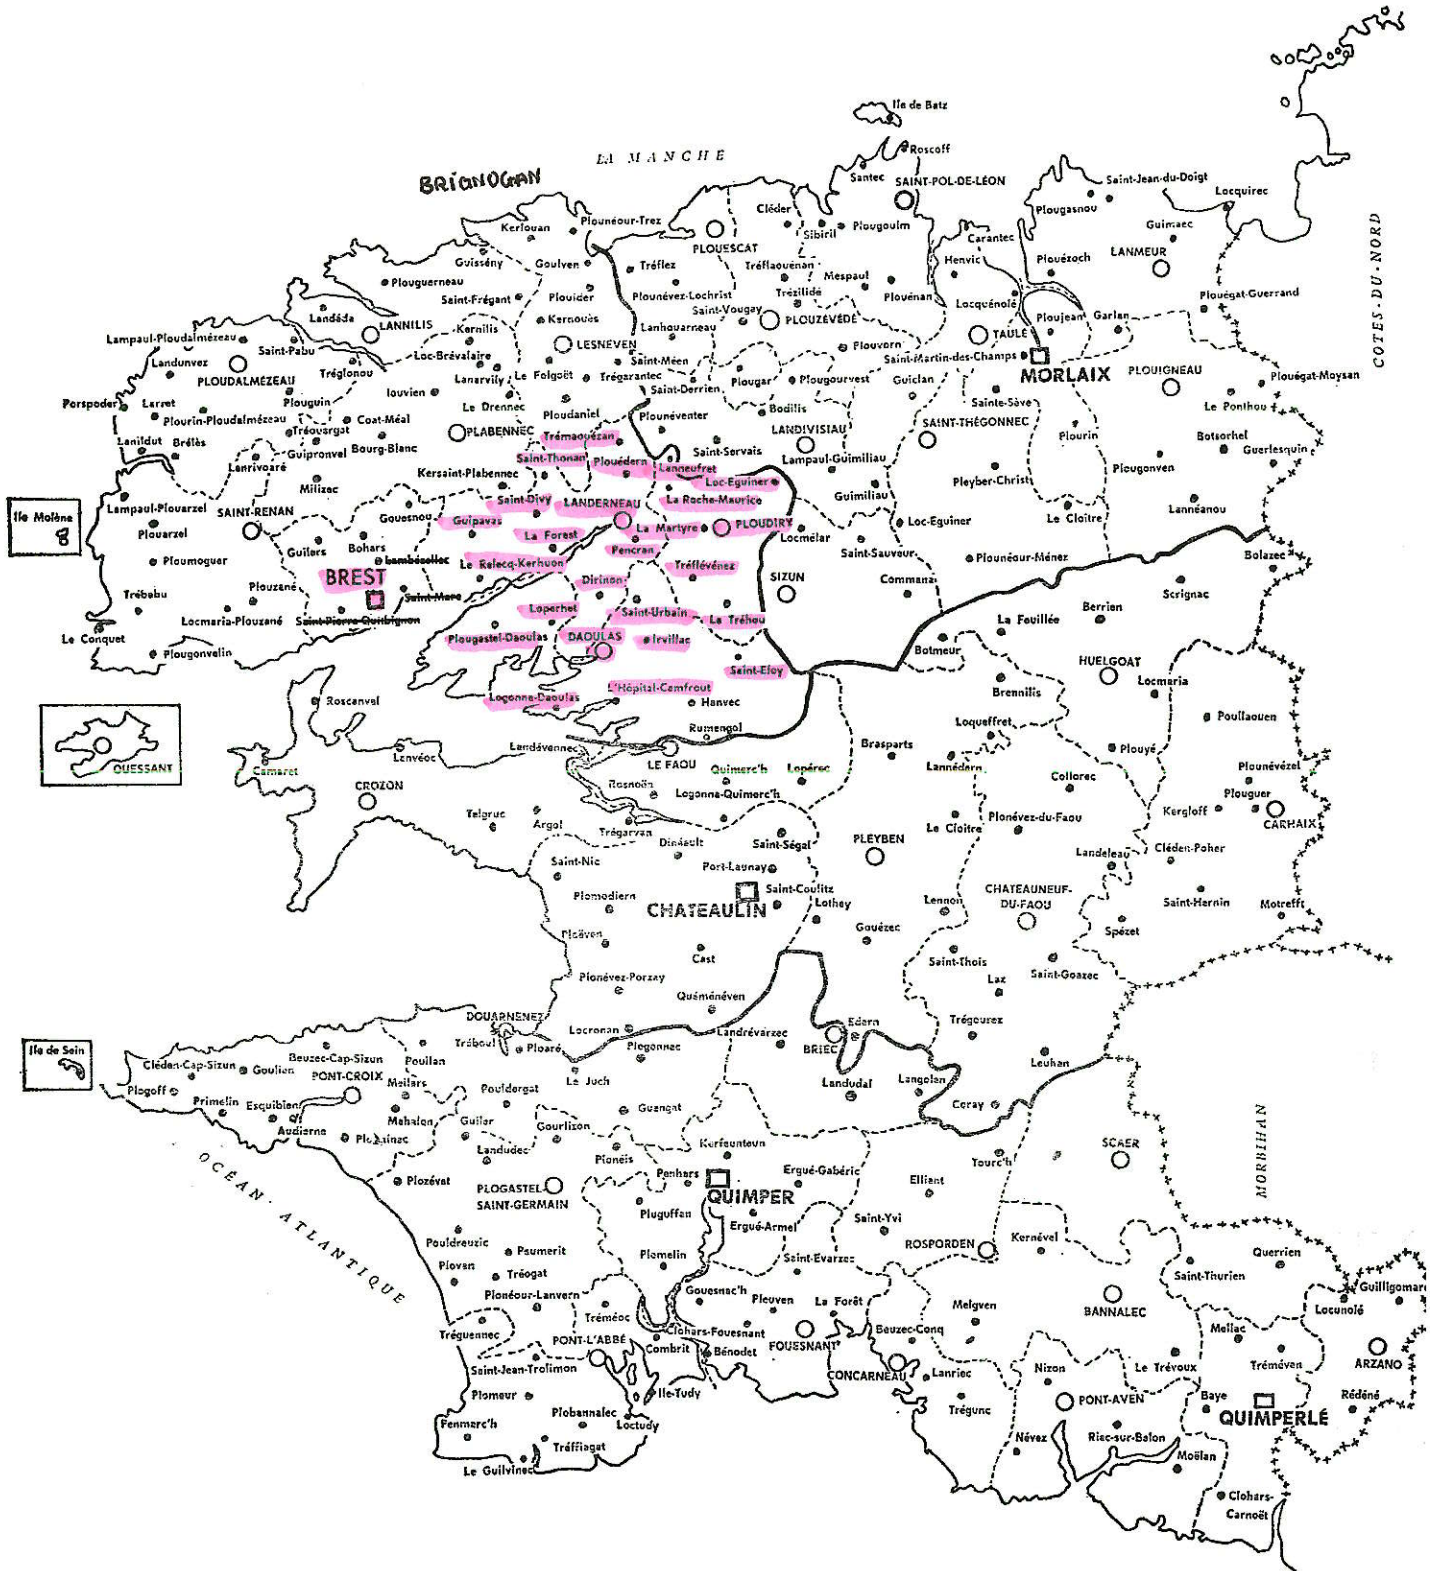 Ile de Batz
Roscoff
LA MANCHE
Santec
SAINT-POL-DE-LÉON
BRIGNOGAN
Saint-Jean-du-Doigt
Locquirec
Plougasnou
Cléder
Plounéour-Trez
Kerlouan
Sibiril
Plougoulm
Guimaec
PLOUESCAT
Carantec
COTES-DU-NORD
Guissény
Goulven
Tréflez
Tréflaouénan
Henvic
Plouézoch
LANMEUR
Plouguerneau
Mespaul
Saint-Frégant
Plouider
Plounévez-Lochrist
Trézilidé
Plouénan
Locquénolé
Plouégat-Guerrand
Landéda
LANNILIS
Kernouès
Saint-Vougay
PLOUZÉVÉDÉ
Ploujean
Garlan
Lampaul-Ploudalmézeau
Kernilis
Lanhouarneau
TAULÉ
Saint-Pabu
LESNEVEN
Plouvorn
Saint-Martin-des-Champs
Landunvez
Tréglonou
Loc-Brévalaire
Saint-Méen
MORLAIX
PLOUIGNEAU
PLOUDALMÉZEAU
Lanarvily
Le Folgoët
Trégarantec
Plougar
Plougourvest
Guiclan
Plouégat-Moysan
Plouguin
Saint-Derrien
Porspoder
Larret
Le Drennec
Sainte-Sève
Le Ponthou
Plourin-Ploudalmézeau
Coat-Méal
Ploudaniel
Plounéventer
Bodilis
Tréouergat
PLABENNEC
LANDIVISIAU
SAINT-THÉGONNEC
Plourin
Botsorhel
Lanildut
Brélès
Bourg-Blanc
Trémaouézan
Guipronvel
Saint-Servais
Guerlesquin
Lanrivoaré
Saint-Thonan
Plouédern
Lanneufret
Lampaul-Guimiliau
Plougonven
Kersaint-Plabennec
Milizac
Loc-Eguiner
Pleyber-Christ
Ile Molène
Lampaul-Plouarzel
Saint-Divy
LANDERNEAU
La Roche-Maurice
Guimiliau
SAINT-RENAN
Gouesnou
Guipavas
Le Cloître
Lannéanou
Plouarzel
La Forest
La Martyre
PLOUDIRY
Loc-Eguiner
Guilers
Bohars
Pencran
Locmélar
Saint-Sauveur
Plounéour-Ménez
Bolazec
Ploumoguer
Lambézellec
Le Relecq-Kerhuon
Tréflévénez
BREST
Dirinon
SIZUN
Commana
Scrignac
Plouzané
Trébabu
Saint-Marc
Loperhet
Saint-Urbain
La Tréhou
Berrien
Locmaria-Plouzané
Saint-Pierre-Quilbignon
La Fouillée
Le Conquet
Plougastel-Daoulas
DAOULAS
Irvillac
Plougonvelin
Botmeur
HUELGOAT
Saint-Eloy
Brennilis
Locmaria
L'Hôpital-Camfrout
Logonna-Daoulas
Hanvec
Roscanvel
Poullaouen
Rumengol
Loqueffret
OUESSANT
Lanvéoc
Landévennec
Brasparts
Plouyé
Camaret
LE FAOU
Lannédern
CROZON
Rosnoën
Quimerc'h
Lopérec
Collorec
Plounévézel
Logonna-Quimerc'h
Kergloff
Plouguer
Telgruc
Argol
Trégarvan
Le Cloitre
Plonévez-du-Faou
CARHAIX
Dinéault
Saint-Ségal
PLEYBEN
Landeleau
Cléden-Poher
Saint-Nic
Port-Launay
Plomodiern
Saint-Coulitz
CHATEAUNEUF-
DU-FAOU
CHATEAULIN
Lothey
Lennon
Saint-Hernin
Motreff
Ploéven
Gouézec
Spézet
Cast
Saint-Thois
Plonévez-Porzay
Saint-Goazec
Laz
Quéménéven
DOUARNENEZ
Locronan
Landrévarzec
Edern
Trégourez
Ile de Sein
Tréboul
Ploaré
Plogonnec
BRIEC
Leuhan
Beuzec-Cap-Sizun
Poullan
Cléden-Cap-Sizun
Goulien
PONT-CROIX
Le Juch
Landudal
Langolen
Plogoff
Meilars
Pouldergat
Coray
Primelin
Esquibien
Mahalon
Guengat
Audierne
Guiler
Gourlizon
Plouhinec
Kerfeunteun
SCAER
MORBIHAN
Landudec
Plonéis
OCÉAN ATLANTIQUE
Penhars
Ergué-Gabéric
Tourc'h
Plozévet
PLOGASTEL-
SAINT-GERMAIN
QUIMPER
Elliant
Pluguffan
Ergué-Armel
Saint-Yvi
Pouldreuzic
Peumerit
ROSPORDEN
Kernével
Querrien
Plovan
Plomelin
Saint-Evarzec
Saint-Thurien
Tréogat
Guilligomarc
Plonéour-Lanvern
Gouesnac'h
BANNALEC
Locunolé
Tréméoc
Pleuven
La Forêt
Melgven
Tréguennec
Clohars-Fouesnant
Beuzec-Conq
Mellac
PONT-L'ABBÉ
Combrit
Bénodet
FOUESNANT
Tréméven
ARZANO
Saint-Jean-Trolimon
CONCARNEAU
Lanriec
Nizon
Le Trévoux
Plomeur
Ile-Tudy
Trégunc
PONT-AVEN
Baye
Rédéné
Plobannalec
Loctudy
QUIMPERLÉ
Penmarc'h
Névez
Riec-sur-Belon
Tréffiagat
Moëlan
Le Guilvinec
Clohars-
Carnoët